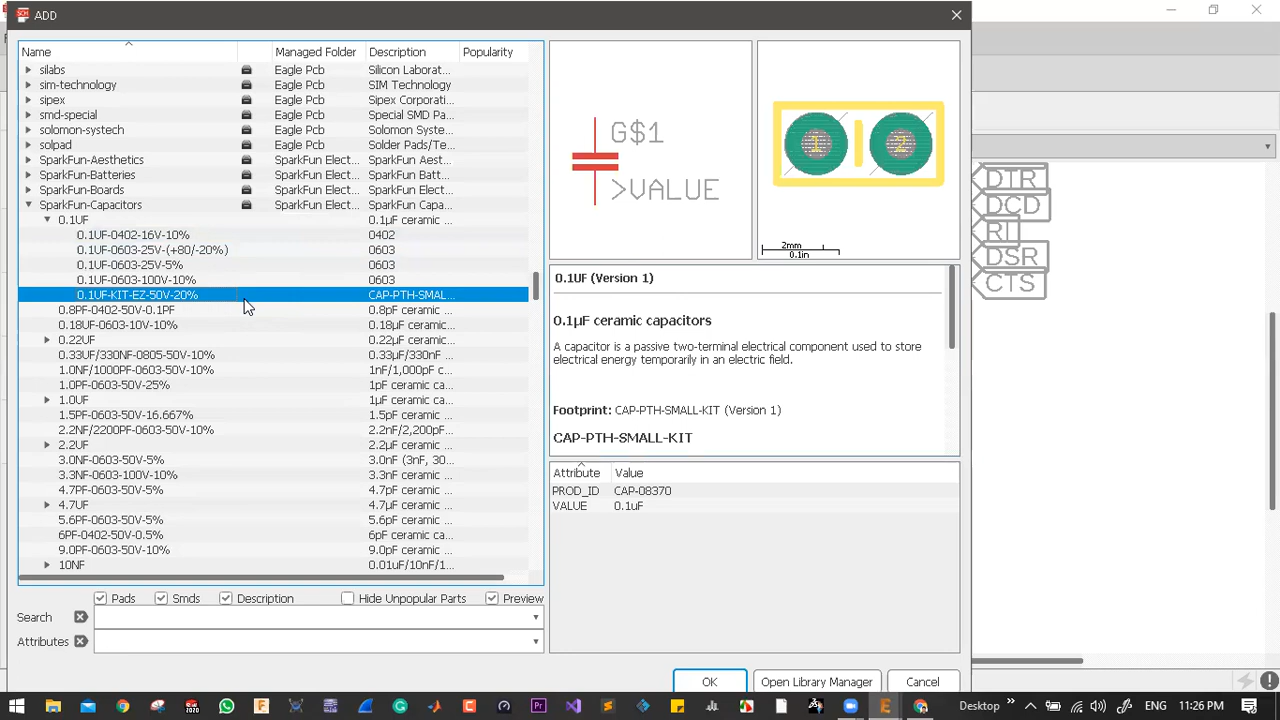 SCH ADD
Name Managed Folder Description Popularity
silabs Eagle Pcb Silicon Laborat...
sim-technology Eagle Pcb SIM Technology
sipex Eagle Pcb Sipex Corporati...
smd-special Eagle Pcb Special SMD Pa...
solomon-systech Eagle Pcb Solomon Syste...
solpad Eagle Pcb Solder Pads/Te...
SparkFun-Aesthetics SparkFun Elect... SparkFun Aest...
SparkFun-Batteries SparkFun Elect... SparkFun Batt...
SparkFun-Boards SparkFun Elect... SparkFun Elect...
SparkFun-Capacitors SparkFun Elect... SparkFun Capa...
0.1UF 0.1µF ceramic ...
0.1UF-0402-16V-10% 0402
0.1UF-0603-25V-(+80/-20%) 0603
0.1UF-0603-25V-5% 0603
0.1UF-0603-100V-10% 0603
0.1UF-KIT-EZ-50V-20% CAP-PTH-SMAL...
0.8PF-0402-50V-0.1PF 0.8pF ceramic ...
0.18UF-0603-10V-10% 0.18µF ceramic ...
0.22UF 0.22µF ceramic ...
0.33UF/330NF-0805-50V-10% 0.33µF/330nF ...
1.0NF/1000PF-0603-50V-10% 1nF/1,000pF c...
1.0PF-0603-50V-25% 1pF ceramic ca...
1.0UF 1µF ceramic ca...
1.5PF-0603-50V-16.667% 1.5pF ceramic ...
2.2NF/2200PF-0603-50V-10% 2.2nF/2,200pF...
2.2UF 2.2µF ceramic ...
3.0NF-0603-50V-5% 3.0nF (3nF, 30...
3.3NF-0603-100V-10% 3.3nF ceramic ...
4.7PF-0603-50V-5% 4.7pF ceramic ...
4.7UF 4.7µF ceramic ...
5.6PF-0603-50V-5% 5.6pF ceramic ...
6PF-0402-50V-0.5% 6pF ceramic ca...
9.0PF-0603-50V-10% 9.0pF ceramic ...
10NF 0.01uF/10nF/1...
Pads Smds Description Hide Unpopular Parts Preview
Search
Attributes
G$1
>VALUE
1 2
2mm
0.1in
0.1UF (Version 1)
0.1µF ceramic capacitors
A capacitor is a passive two-terminal electrical component used to store
electrical energy temporarily in an electric field.
Footprint: CAP-PTH-SMALL-KIT (Version 1)
CAP-PTH-SMALL-KIT
Attribute Value
PROD_ID CAP-08370
VALUE 0.1uF
OK Open Library Manager Cancel
DTR
DCD
RI
DSR
CTS
Desktop ENG 11:26 PM